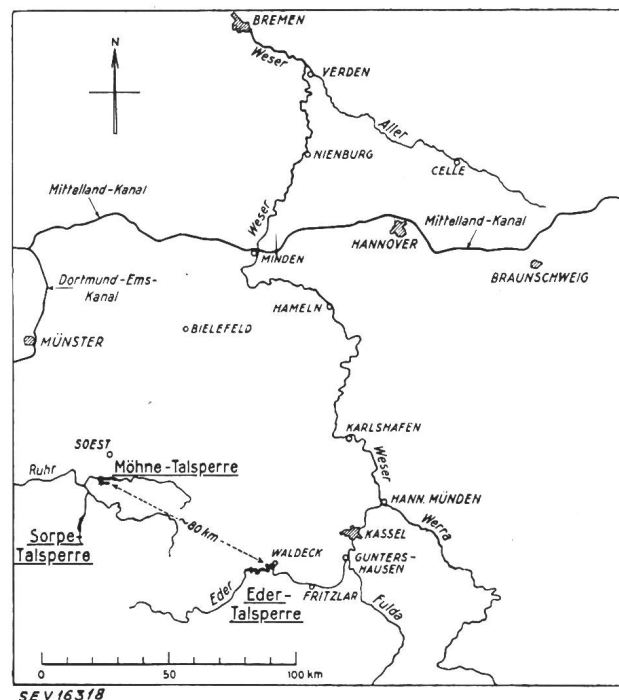 BREMEN
N
Weser
VERDEN
Aller
NIENBURG
CELLE
Mittelland-Kanal
Weser
Mittelland-Kanal
HANNOVER
MINDEN
BRAUNSCHWEIG
Dortmund-Ems-
Kanal
HAMELN
BIELEFELD
MÜNSTER
KARLSHAFEN
SOEST
Möhne-Talsperre
Ruhr
Weser
HANN. MÜNDEN
~80 km
KASSEL
Werra
Sorpe-
Talsperre
WALDECK
GUNTERS-
HAUSEN
Eder
Eder-
Talsperre
FRITZLAR
Fulda
0 50 100 km
SEV 16318